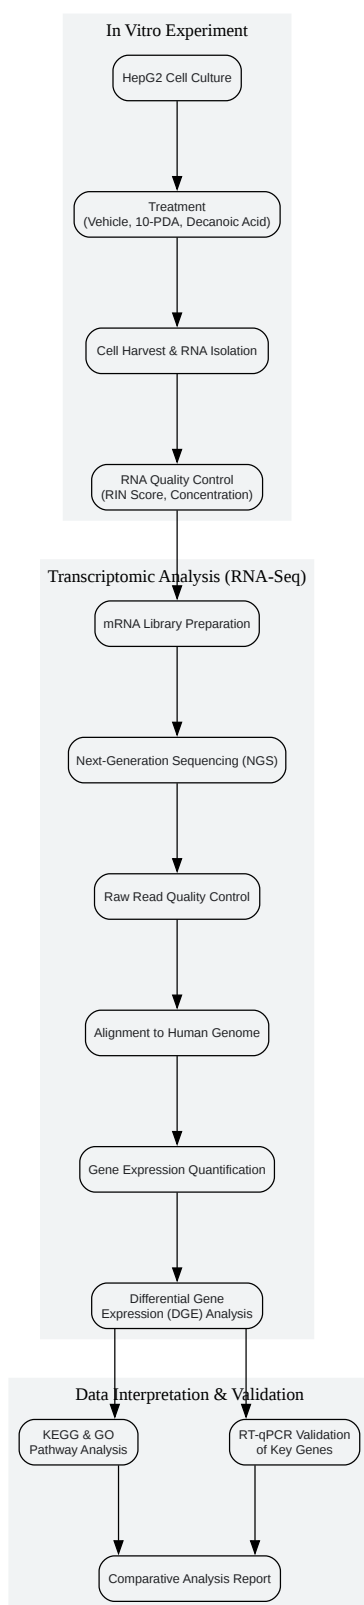 In Vitro Experiment
HepG2 Cell Culture
Treatment
(Vehicle, 10-PDA, Decanoic Acid)
Cell Harvest & RNA Isolation
RNA Quality Control
(RIN Score, Concentration)
Transcriptomic Analysis (RNA-Seq)
mRNA Library Preparation
Next-Generation Sequencing (NGS)
Raw Read Quality Control
Alignment to Human Genome
Gene Expression Quantification
Differential Gene
Expression (DGE) Analysis
Data Interpretation & Validation
KEGG & GO
Pathway Analysis
RT-qPCR Validation
of Key Genes
Comparative Analysis Report